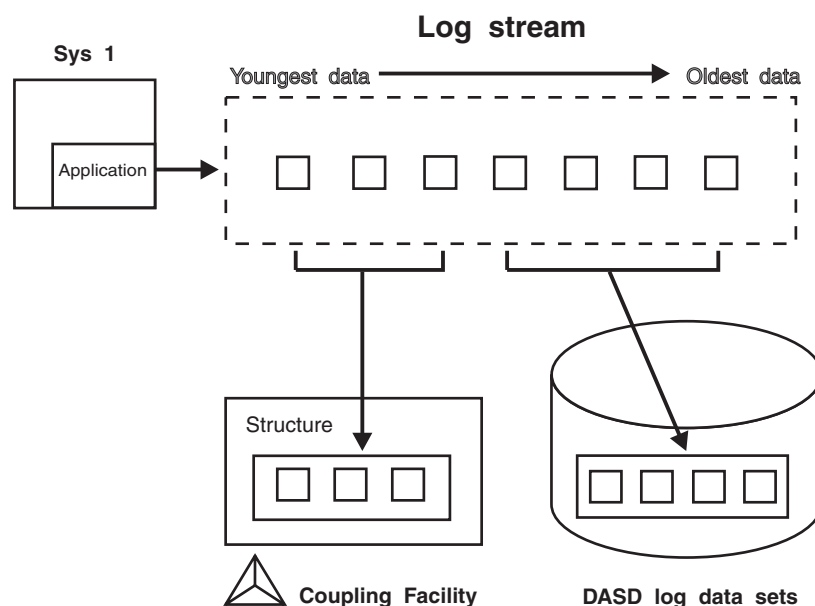 Log stream
Sys 1
Youngest data
Oldest data
Application
Structure
Coupling Facility
DASD log data sets